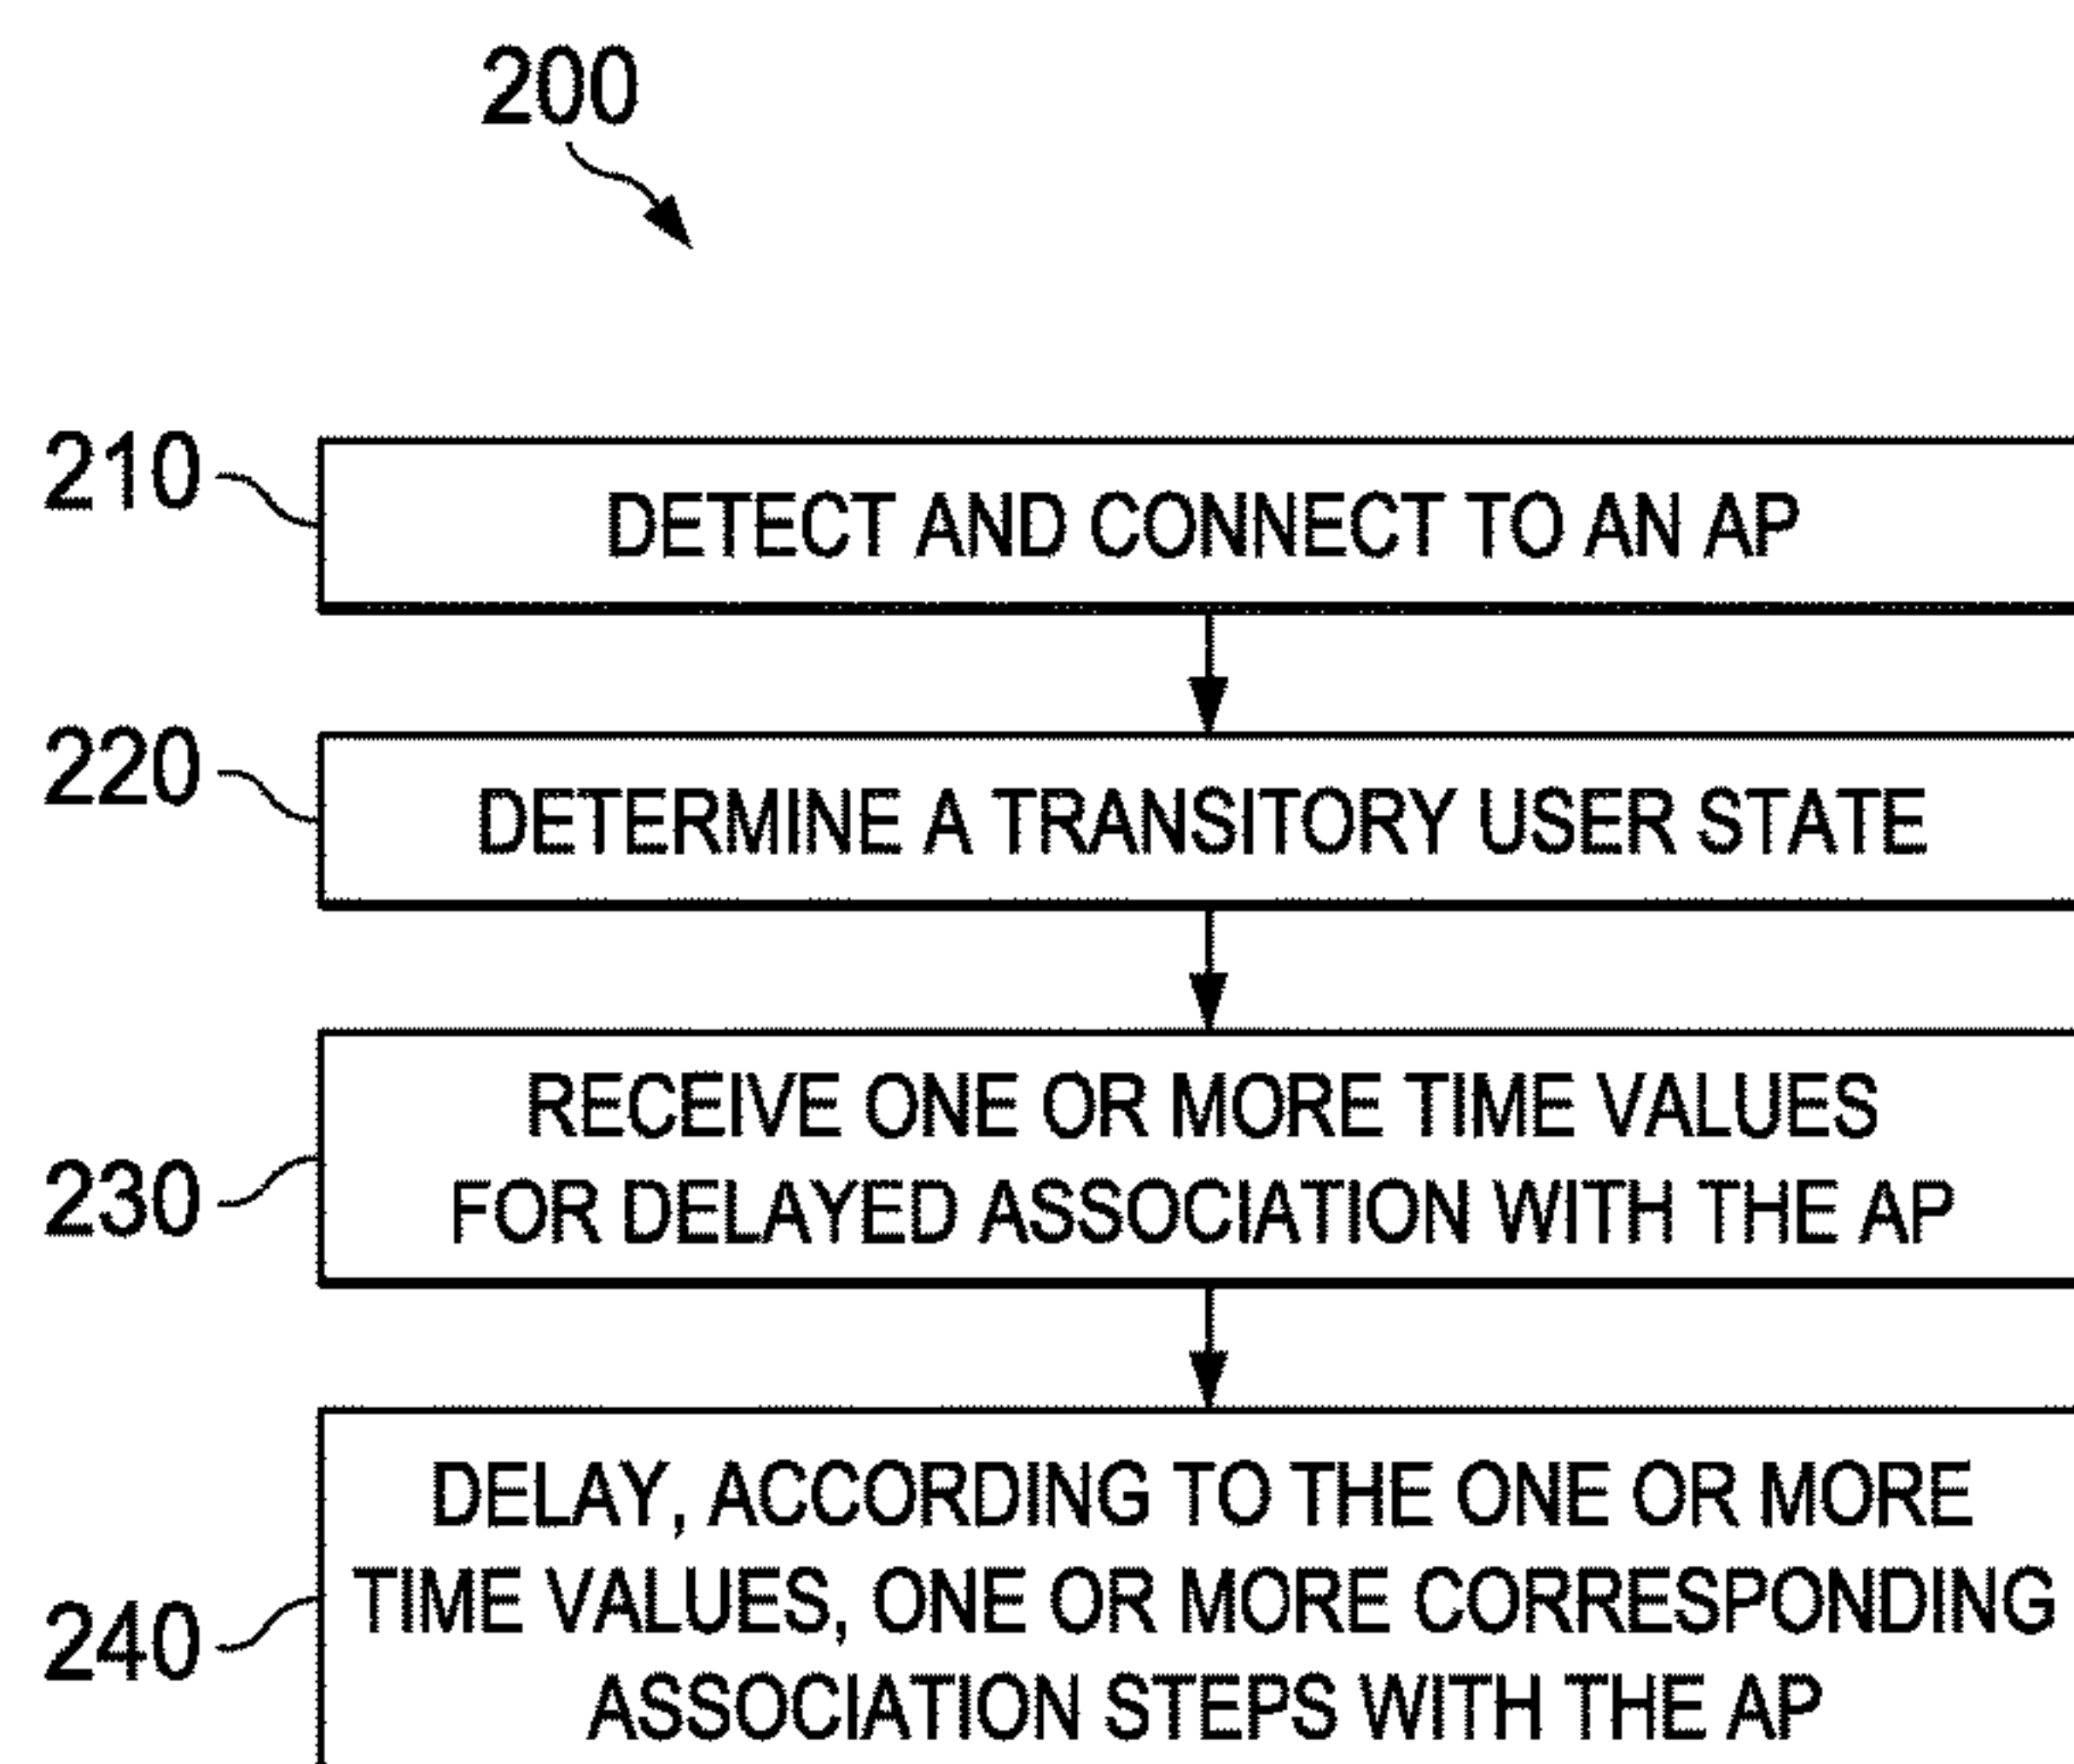 200
210
DETECT AND CONNECT TO AN AP
220
DETERMINE A TRANSITORY USER STATE
230
RECEIVE ONE OR MORE TIME VALUES
FOR DELAYED ASSOCIATION WITH THE AP
240
DELAY, ACCORDING TO THE ONE OR MORE
TIME VALUES, ONE OR MORE CORRESPONDING
ASSOCIATION STEPS WITH THE AP